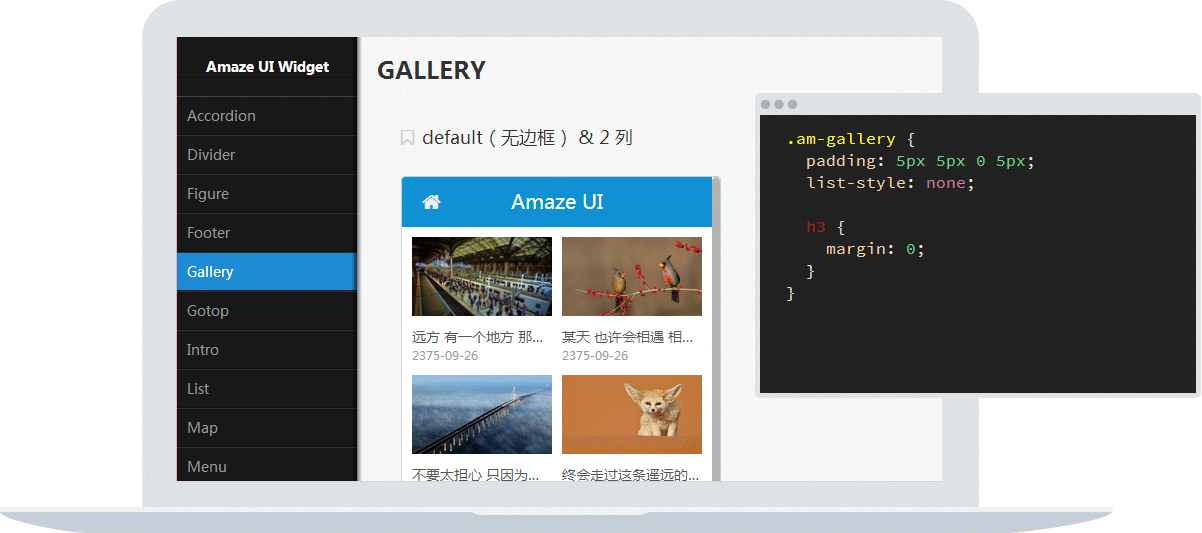 Amaze UI Widget
Accordion
Divider
Figure
Footer
Gallery
Gotop
Intro
List
Map
Menu
GALLERY
default ( 无边框 ) & 2 列
Amaze UI
远方 有一个地方 那...
2375-09-26
某天 也许会相遇 相...
2375-09-26
不要太担心 只因为...
终会走过这条遥远的...
.am-gallery {
padding: 5px 5px 0 5px;
list-style: none;
h3 {
margin: 0;
}
}